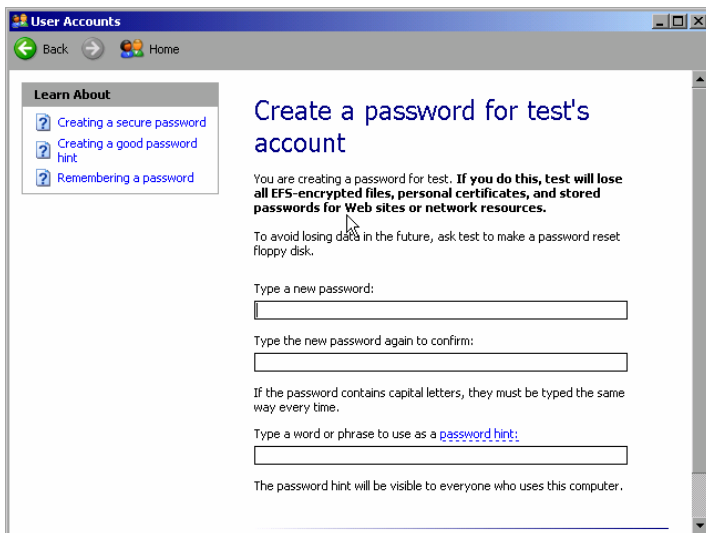 User Accounts
Back
Home
Learn About
Creating a secure password
Creating a good password
hint
Remembering a password
Create a password for test's
account
You are creating a password for test. If you do this, test will lose
all EFS-encrypted files, personal certificates, and stored
passwords for Web sites or network resources.
To avoid losing data in the future, ask test to make a password reset
floppy disk.
Type a new password:
Type the new password again to confirm:
If the password contains capital letters, they must be typed the same
way every time.
Type a word or phrase to use as a password hint:
The password hint will be visible to everyone who uses this computer.